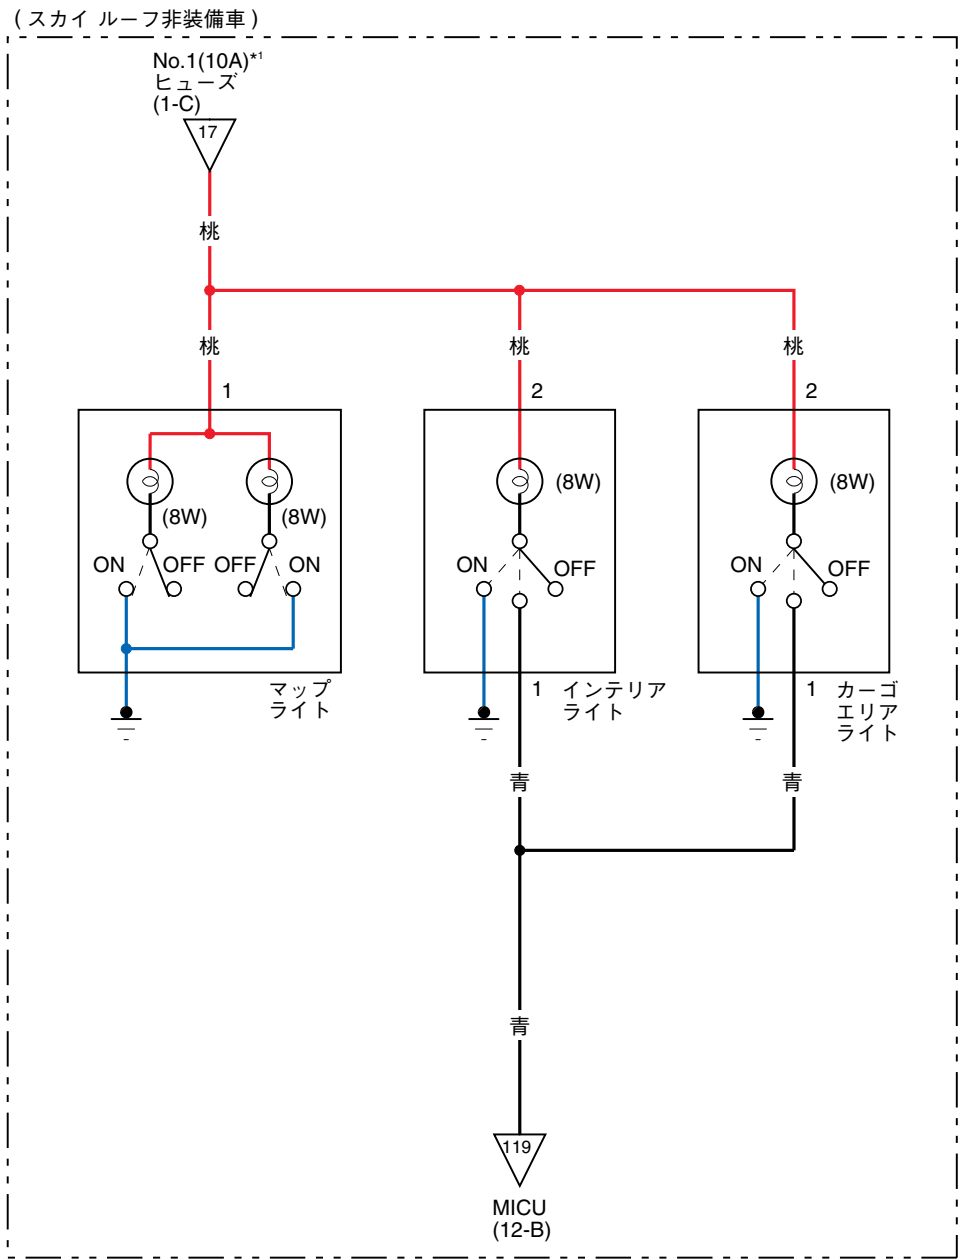 (スカイ ルーフ非装備車)
No.1(10A)*1
ヒューズ
(1-C)
17
桃
桃
桃
桃
1
2
2
(8W)
(8W)
(8W)
(8W)
ON
OFF
OFF
ON
ON
OFF
ON
OFF
マップ
ライト
1
インテリア
ライト
1
カーゴ
エリア
ライト
青
青
青
119
MICU
(12-B)